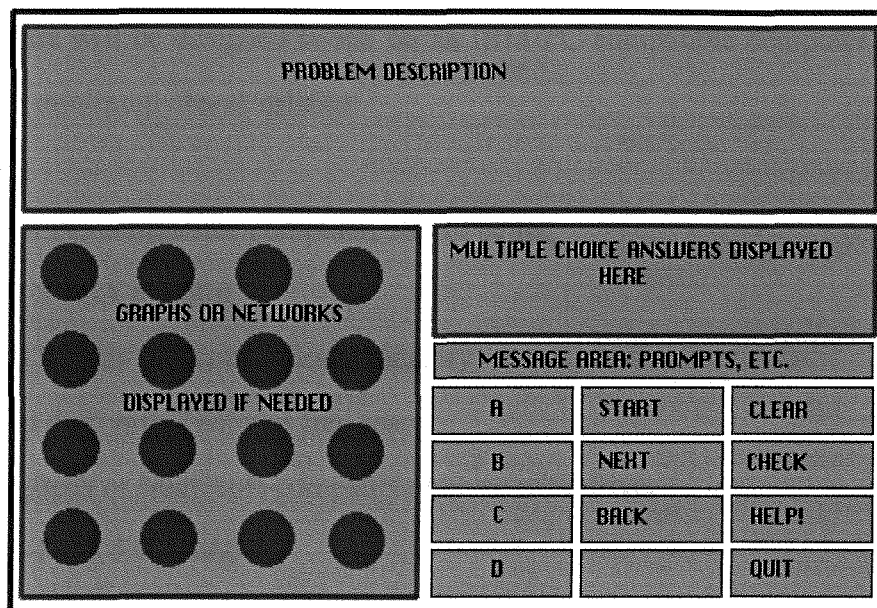 PROBLEM DESCRIPTION
GRAPHS OR NETWORKS
DISPLAYED IF NEEDED
MULTIPLE CHOICE ANSWERS DISPLAYED
HERE
MESSAGE AREA: PROMPTS, ETC.
A START CLEAR
B NEXT CHECK
C BACK HELP!
D QUIT